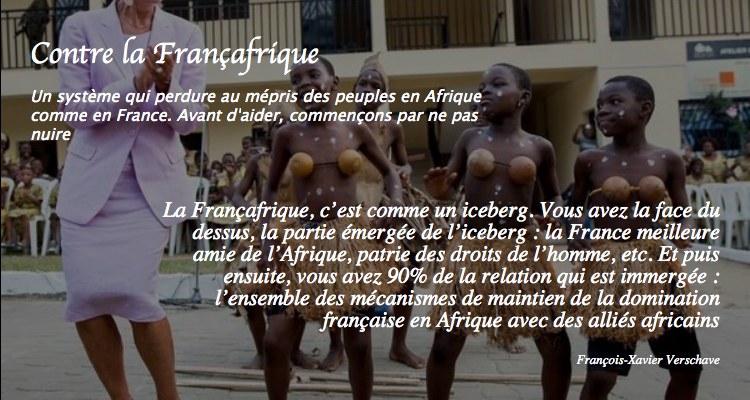 Contre la Françafrique
Un système qui perdure au mépris des peuples en Afrique
comme en France. Avant d'aider, commençons par ne pas
nuire
La Françafrique, c’est comme un iceberg. Vous avez la face du
dessus, la partie émergée de l’iceberg : la France meilleure
amie de l’Afrique, patrie des droits de l’homme, etc. Et puis
ensuite, vous avez 90% de la relation qui est immergée :
l’ensemble des mécanismes de maintien de la domination
française en Afrique avec des alliés africains
François-Xavier Verschave